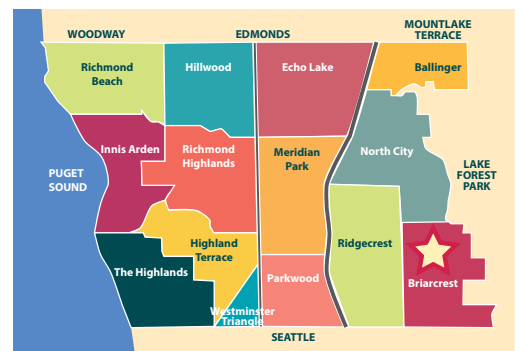 WOODWAY
EDMONDS
MOUNTLAKE
TERRACE
Richmond
Beach
Hillwood
Echo Lake
Ballinger
Innis Arden
Richmond
Highlands
Meridian
Park
North City
PUGET
SOUND
LAKE
FOREST
PARK
Highland
Terrace
Ridgecrest
The Highlands
Parkwood
Briarcrest
Westminster
Triangle
SEATTLE